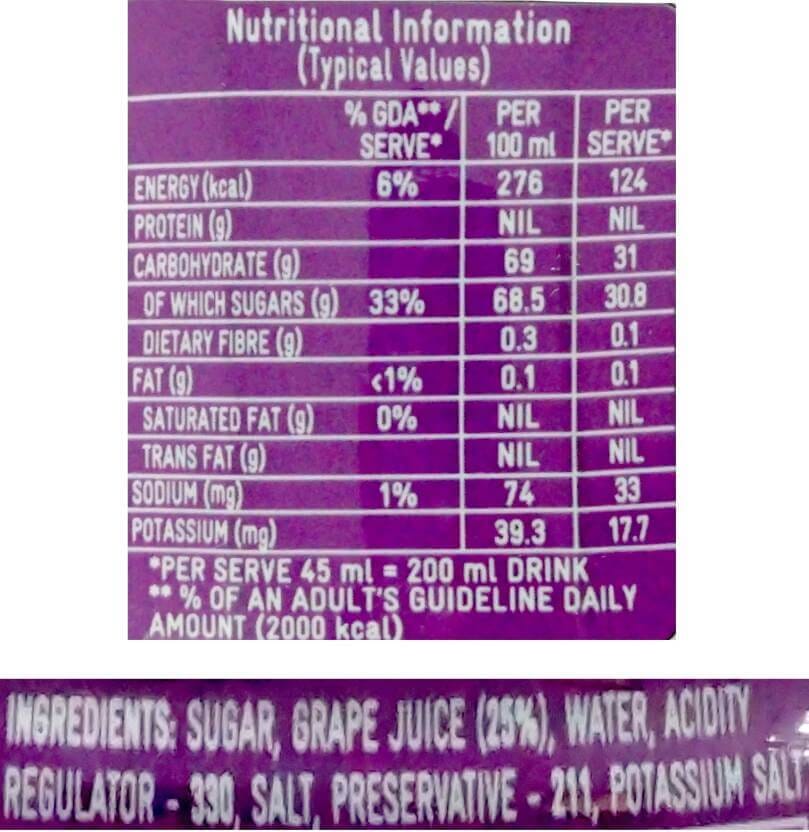 Nutritional Information
(Typical Values)
% GDA**/ SERVE* PER 100 ml PER SERVE*
ENERGY (kcal) 6% 276 124
PROTEIN (g) NIL NIL
CARBOHYDRATE (g) 69 31
OF WHICH SUGARS (g) 33% 68.5 30.8
DIETARY FIBRE (g) 0.3 0.1
FAT (g) <1% 0.1 0.1
SATURATED FAT (g) 0% NIL NIL
TRANS FAT (g) NIL NIL
SODIUM (mg) 1% 74 33
POTASSIUM (mg) 39.3 17.7
*PER SERVE 45 ml = 200 ml DRINK
** % OF AN ADULT'S GUIDELINE DAILY
AMOUNT (2000 kcal)
INGREDIENTS: SUGAR, GRAPE JUICE (25%), WATER, ACIDITY
REGULATOR - 330, SALT, PRESERVATIVE - 211, POTASSIUM SALT